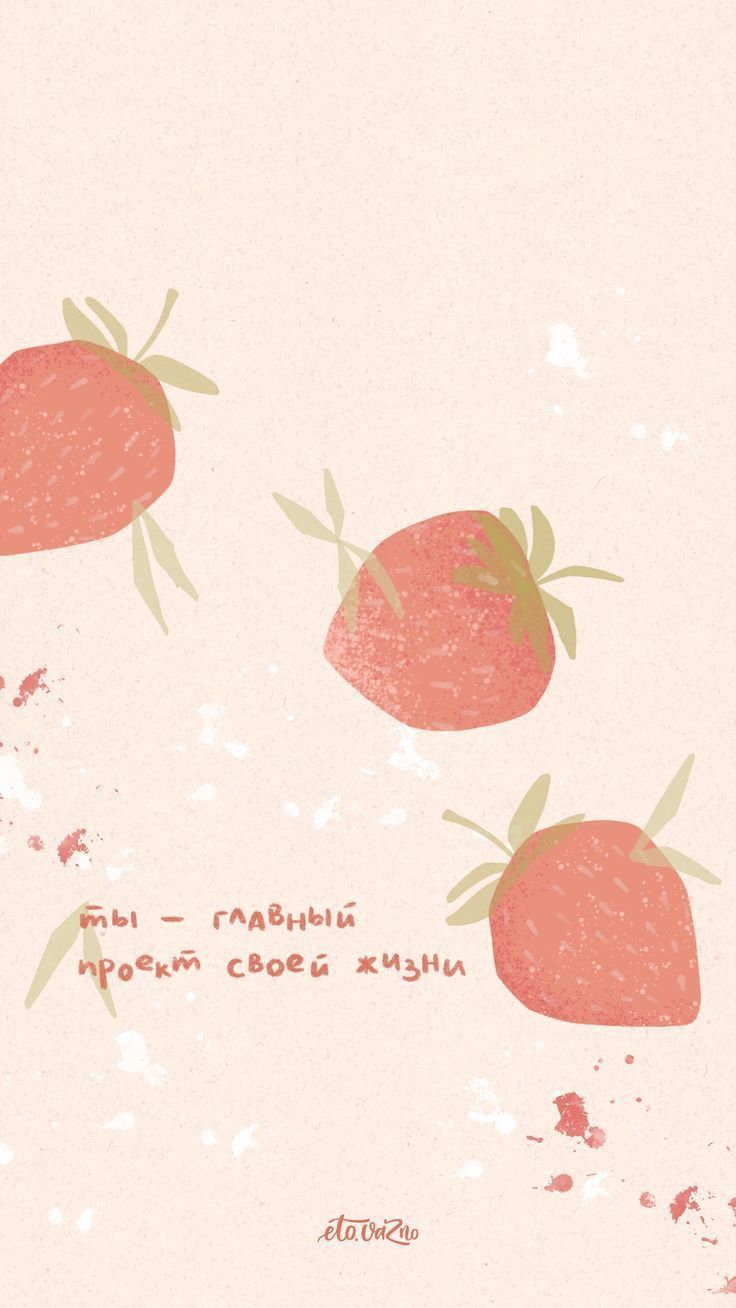 ты – главный
проект своей жизни
eto.vazno